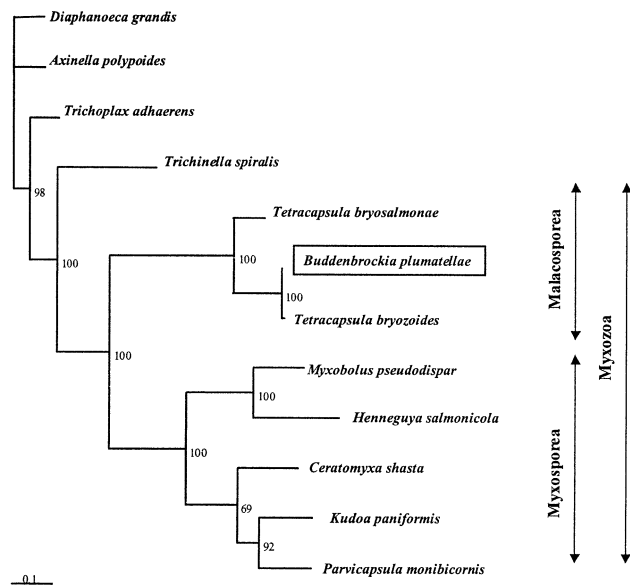 Diaphanoeca grandis
Axinella polypoides
Trichoplax adhaerens
Trichinella spiralis
98
Tetracapsula bryosalmonae
100
100
Buddenbrockia plumatellae
100
Tetracapsula bryozoides
100
Myxobolus pseudodispar
100
Henneguya salmonicola
100
Ceratomyxa shasta
69
Kudoa paniformis
92
Parvicapsula monibicornis
0.1
Malacosporea
Myxosporea
Myxozoa